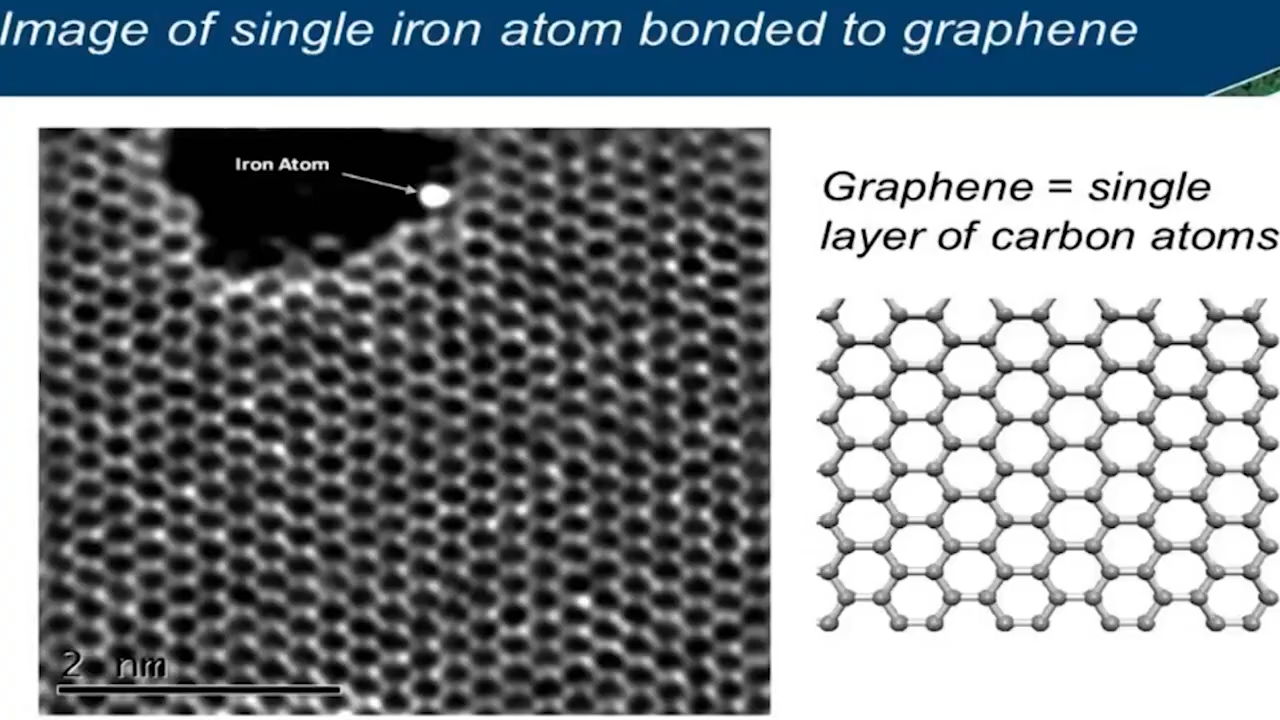 Image of single iron atom bonded to graphene
Iron Atom
Graphene = single
layer of carbon atoms
2 nm